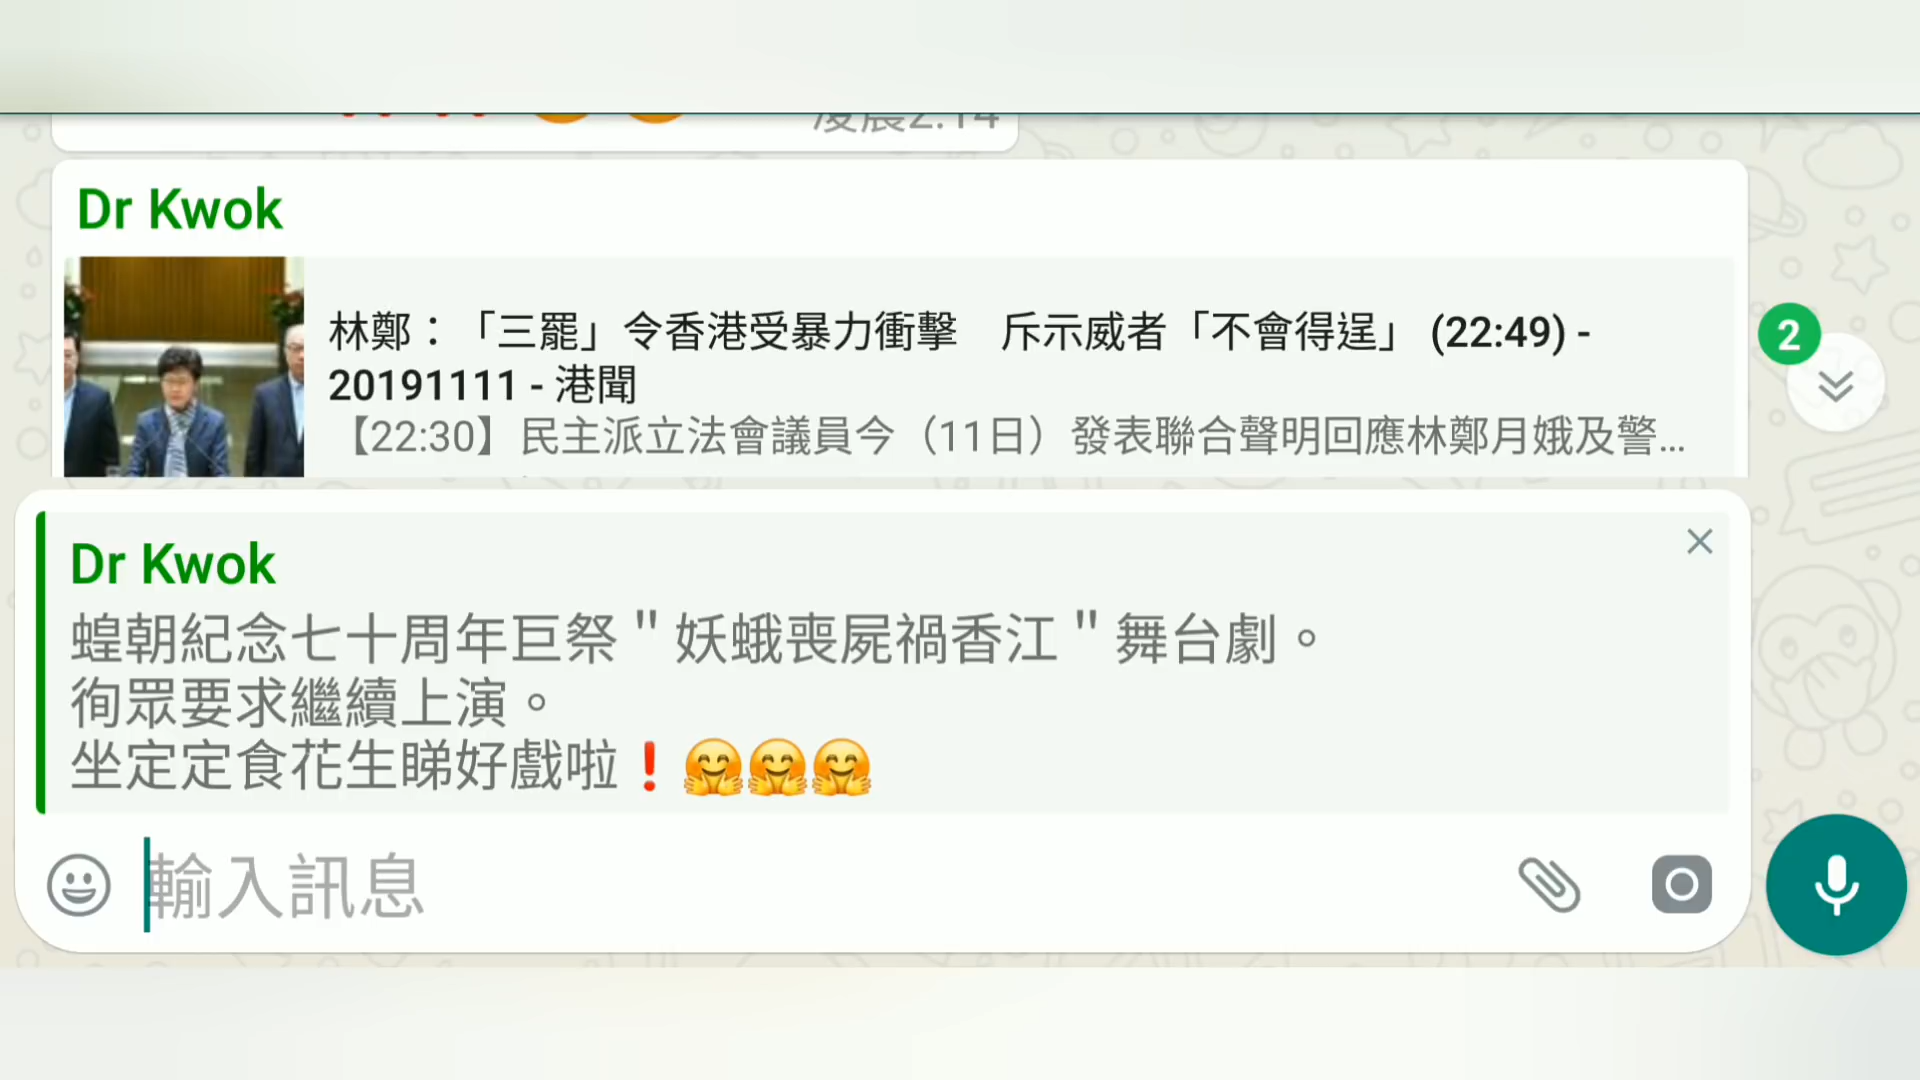 凌晨2:14
Dr Kwok
林鄭：「三罷」令香港受暴力衝擊　斥示威者「不會得逞」 (22:49) -
20191111 - 港聞
【22:30】民主派立法會議員今（11日）發表聯合聲明回應林鄭月娥及警...
2
Dr Kwok
蝗朝紀念七十周年巨祭＂妖蛾喪屍禍香江＂舞台劇。
徇眾要求繼續上演。
坐定定食花生睇好戲啦❗🤗🤗🤗
輸入訊息